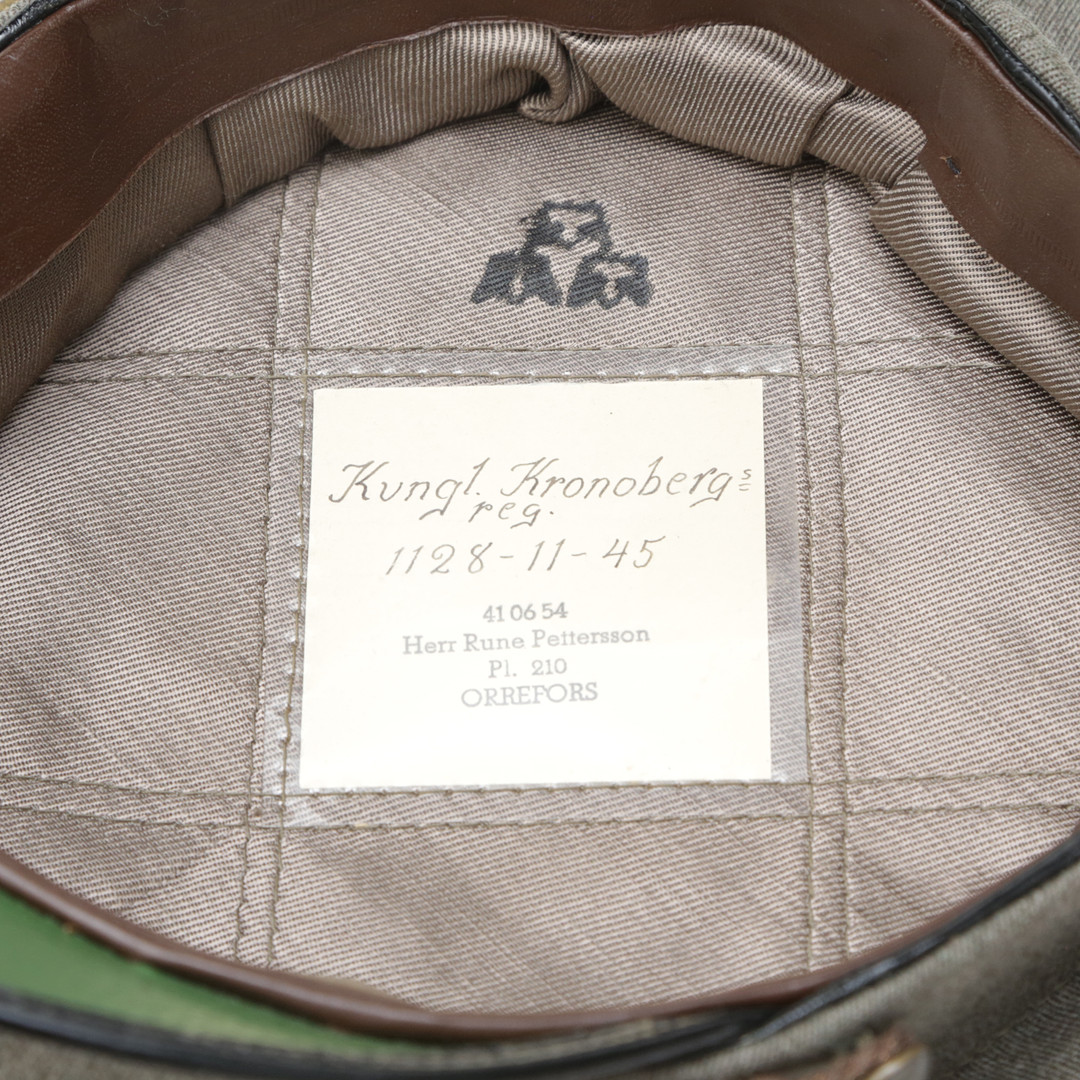 Kungl. Kronobergs
reg.
1128-11-45
41 06 54
Herr Rune Pettersson
Pl. 210
ORREFORS